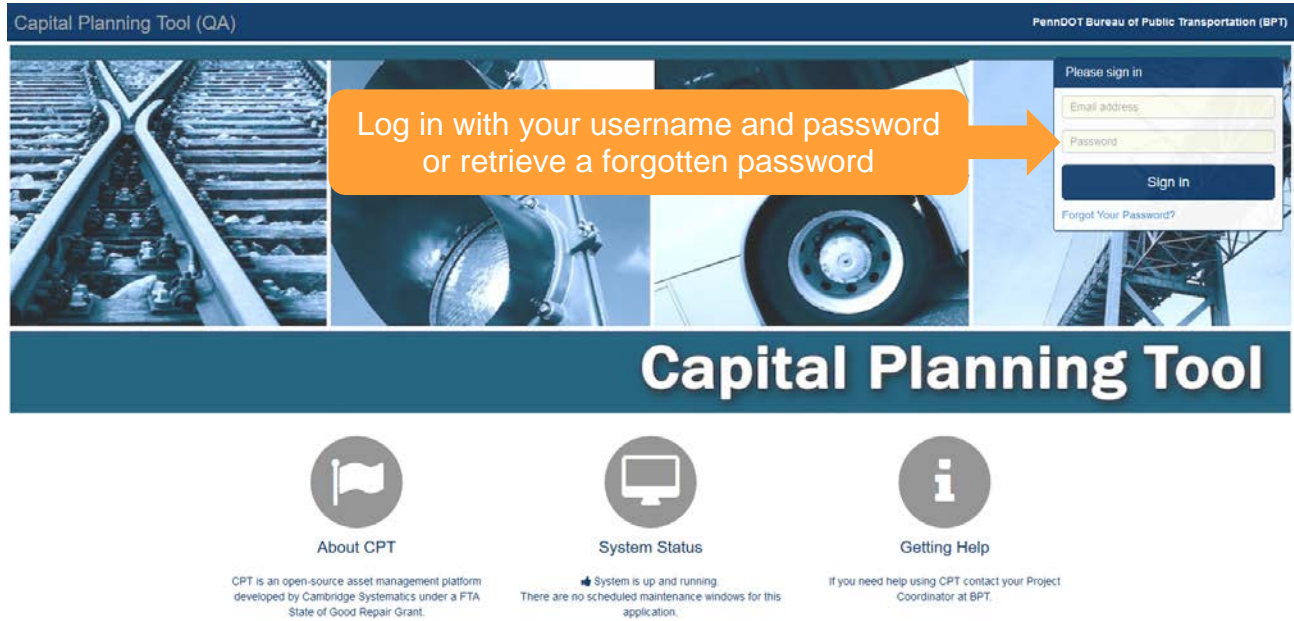 Capital Planning Tool (QA)
PennDOT Bureau of Public Transportation (BPT)
Please sign in
Email address
Password
Sign in
Forgot Your Password?
Log in with your username and password
or retrieve a forgotten password
Capital Planning Tool
About CPT
CPT is an open-source asset management platform
developed by Cambridge Systematics under a FTA
State of Good Repair Grant.
System Status
System is up and running.
There are no scheduled maintenance windows for this
application.
Getting Help
If you need help using CPT contact your Project
Coordinator at BPT.